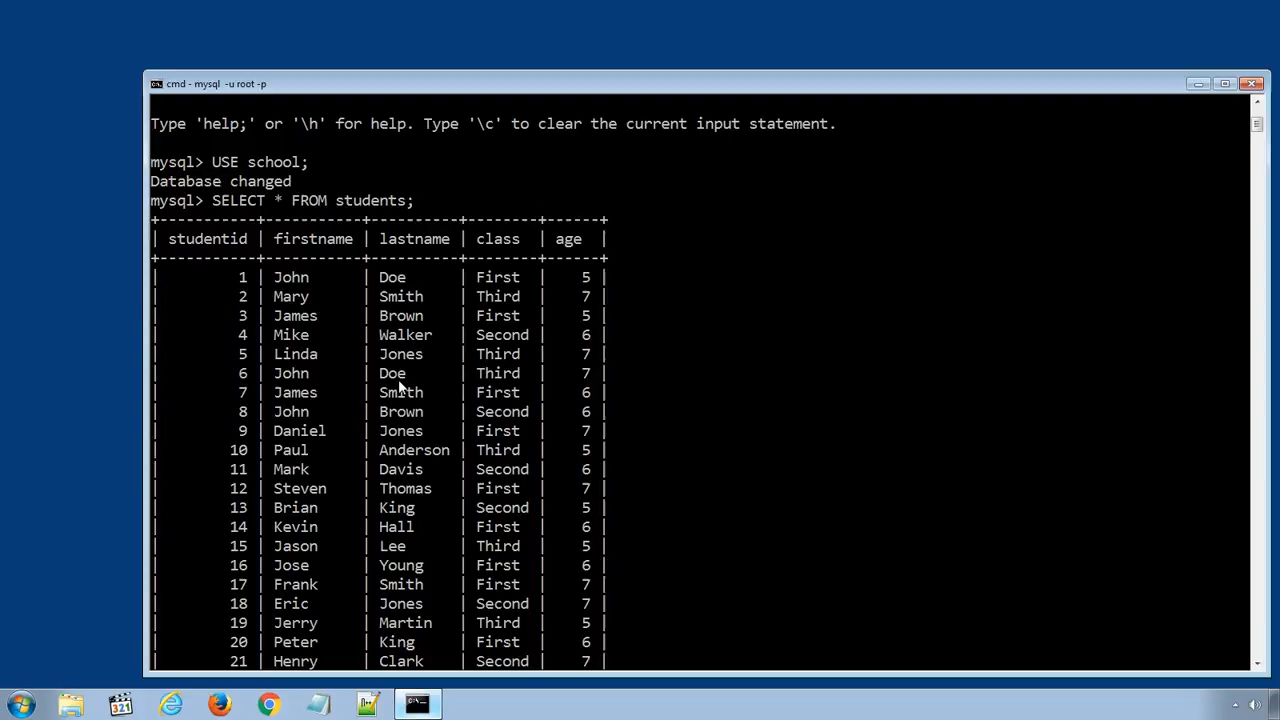 cmd - mysql  -u root -p
Type 'help;' or '\h' for help. Type '\c' to clear the current input statement.
mysql> USE school;
Database changed
mysql> SELECT * FROM students;
+-----------+-----------+----------+--------+------+
| studentid | firstname | lastname | class  | age  |
+-----------+-----------+----------+--------+------+
|         1 | John      | Doe      | First  |    5 |
|         2 | Mary      | Smith    | Third  |    7 |
|         3 | James     | Brown    | First  |    5 |
|         4 | Mike      | Walker   | Second |    6 |
|         5 | Linda     | Jones    | Third  |    7 |
|         6 | John      | Doe      | Third  |    7 |
|         7 | James     | Smith    | First  |    6 |
|         8 | John      | Brown    | Second |    6 |
|         9 | Daniel    | Jones    | First  |    7 |
|        10 | Paul      | Anderson | Third  |    5 |
|        11 | Mark      | Davis    | Second |    6 |
|        12 | Steven    | Thomas   | First  |    7 |
|        13 | Brian     | King     | Second |    5 |
|        14 | Kevin     | Hall     | First  |    6 |
|        15 | Jason     | Lee      | Third  |    5 |
|        16 | Jose      | Young    | First  |    6 |
|        17 | Frank     | Smith    | First  |    7 |
|        18 | Eric      | Jones    | Second |    7 |
|        19 | Jerry     | Martin   | Third  |    5 |
|        20 | Peter     | King     | First  |    6 |
|        21 | Henry     | Clark    | Second |    7 |
321